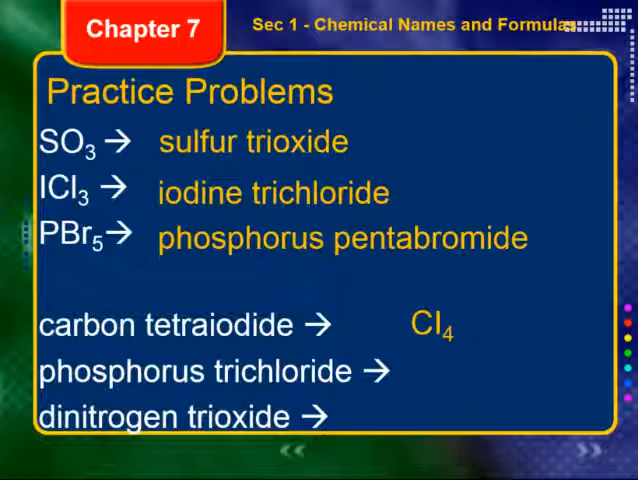 Chapter 7
Sec 1 - Chemical Names and Formulas
Practice Problems
SO₃ → sulfur trioxide
ICl₃ → iodine trichloride
PBr₅→ phosphorus pentabromide
carbon tetraiodide → CI₄
phosphorus trichloride →
dinitrogen trioxide →